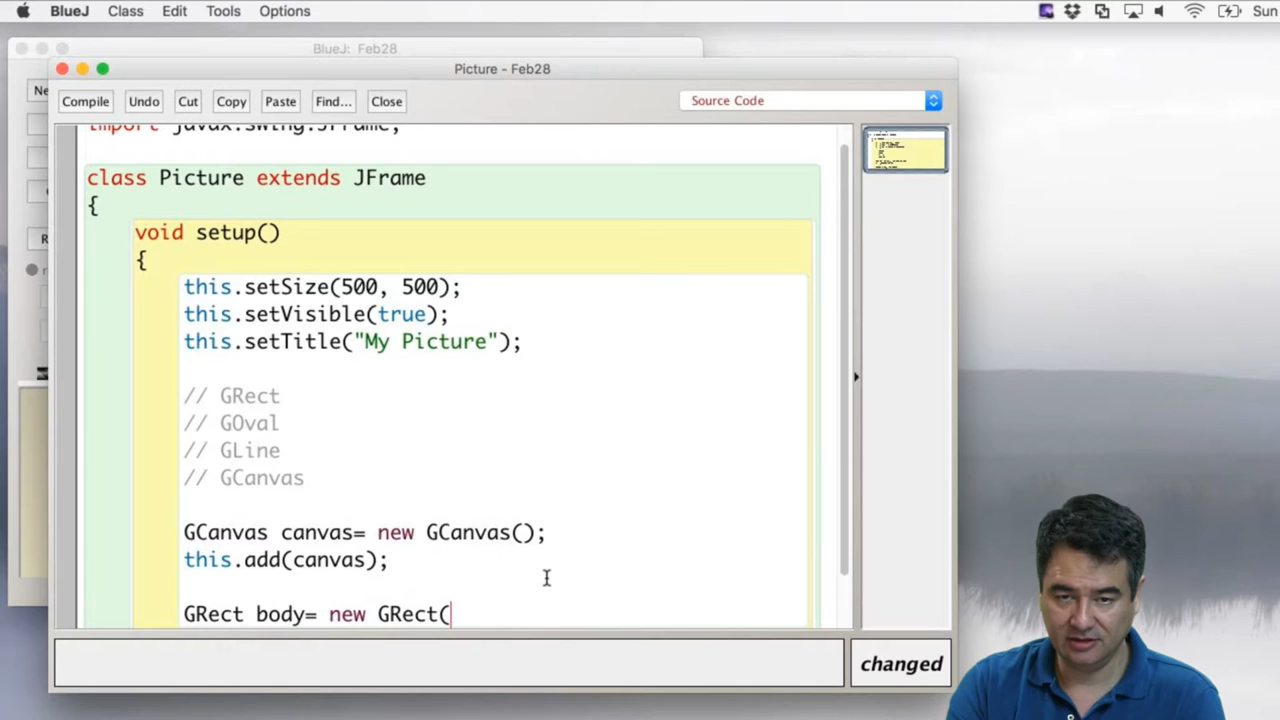 BlueJ Class Edit Tools Options Sun
BlueJ: Feb28
Picture - Feb28
Compile Undo Cut Copy Paste Find... Close Source Code
import javax.swing.JFrame;
class Picture extends JFrame
{
void setup()
{
this.setSize(500, 500);
this.setVisible(true);
this.setTitle("My Picture");
// GRect
// GOval
// GLine
// GCanvas
GCanvas canvas= new GCanvas();
this.add(canvas);
GRect body= new GRect(
changed